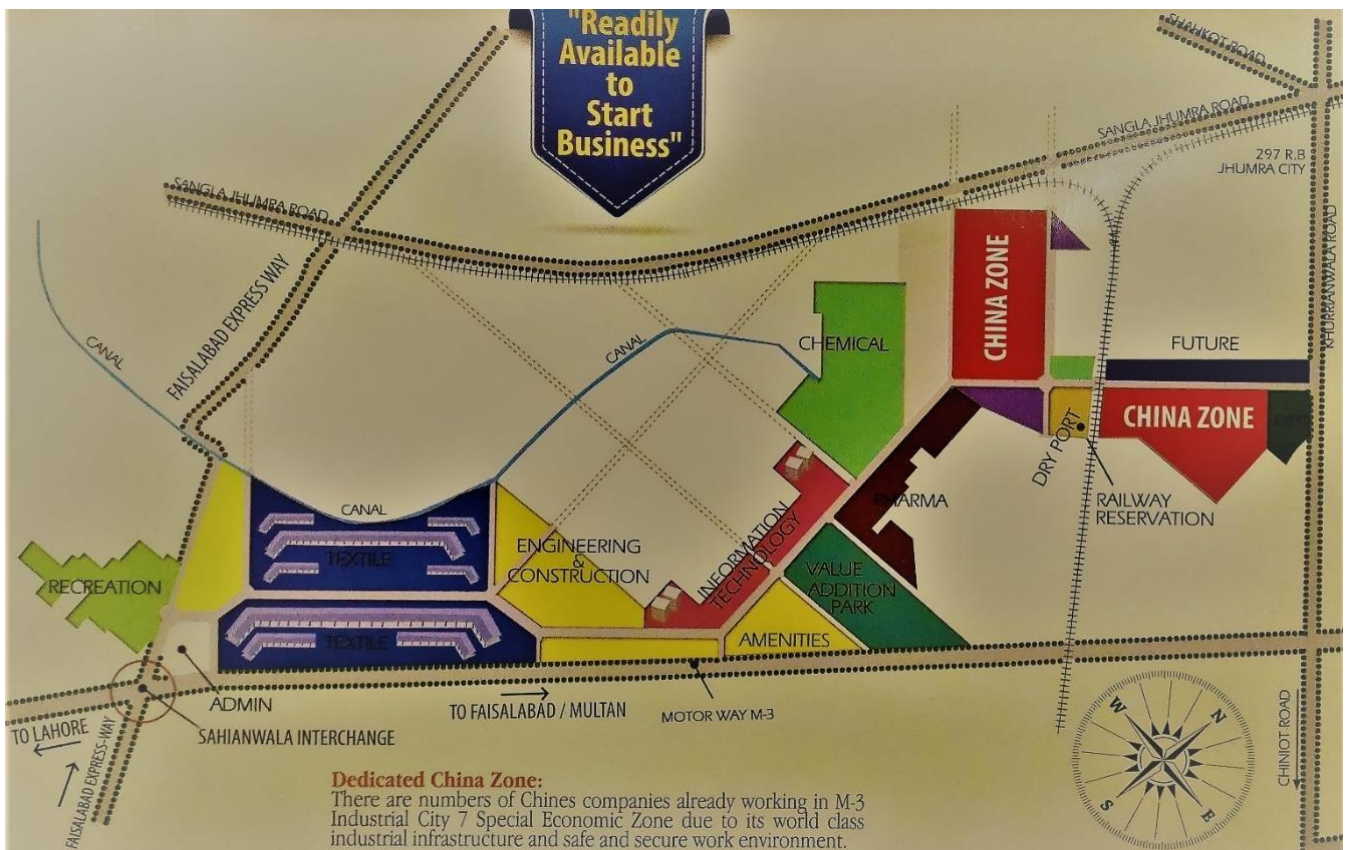 "Readily
Available
to
Start
Business"
SHAHKOT ROAD
SANGLA JHUMRA ROAD
297 R.B
JHUMRA CITY
SANGLA JHUMRA ROAD
KHURRIANWALA ROAD
FAISALABAD EXPRESS WAY
CANAL
CANAL
CHEMICAL
CHINA ZONE
FUTURE
CHINA ZONE
EXPO
DRY PORT
RAILWAY
RESERVATION
PHARMA
CANAL
TEXTILE
ENGINEERING
&
CONSTRUCTION
INFORMATION
TECHNOLOGY
VALUE
ADDITION
PARK
RECREATION
TEXTILE
AMENITIES
ADMIN
TO FAISALABAD / MULTAN
MOTOR WAY M-3
TO LAHORE
SAHIANWALA INTERCHANGE
FAISALABAD EXPRESS-WAY
CHINIOT ROAD
W
N
S
E
Dedicated China Zone:
There are numbers of Chines companies already working in M-3
Industrial City 7 Special Economic Zone due to its world class
industrial infrastructure and safe and secure work environment.